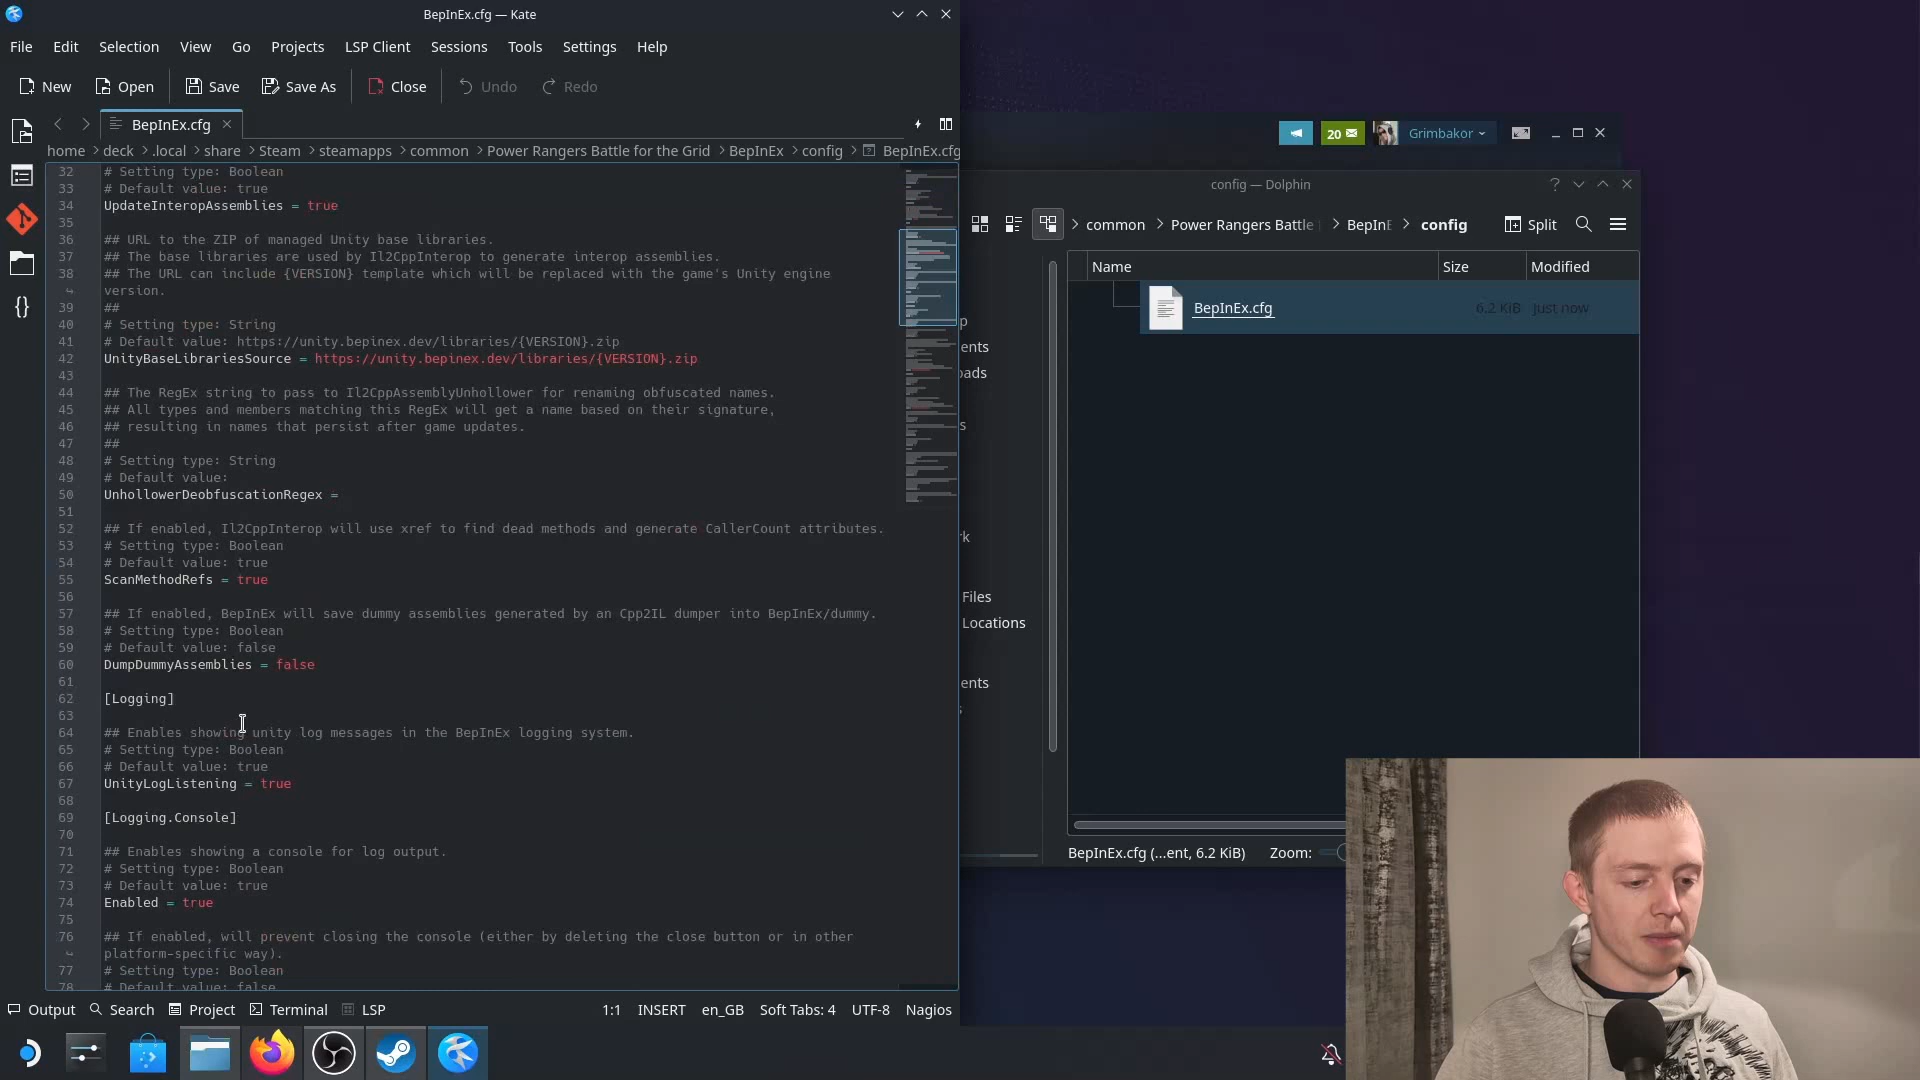 BepInEx.cfg — Kate
File Edit Selection View Go Projects LSP Client Sessions Tools Settings Help
New Open Save Save As Close Undo Redo
BepInEx.cfg
home > deck > .local > share > Steam > steamapps > common > Power Rangers Battle for the Grid > BepInEx > config > BepInEx.cfg
32 # Setting type: Boolean
33 # Default value: true
34 UpdateInteropAssemblies = true
35
36 ## URL to the ZIP of managed Unity base libraries.
37 ## The base libraries are used by Il2CppInterop to generate interop assemblies.
38 ## The URL can include {VERSION} template which will be replaced with the game's Unity engine
version.
39 ##
40 # Setting type: String
41 # Default value: https://unity.bepinex.dev/libraries/{VERSION}.zip
42 UnityBaseLibrariesSource = https://unity.bepinex.dev/libraries/{VERSION}.zip
43
44 ## The RegEx string to pass to Il2CppAssemblyUnhollower for renaming obfuscated names.
45 ## All types and members matching this RegEx will get a name based on their signature,
46 ## resulting in names that persist after game updates.
47 ##
48 # Setting type: String
49 # Default value:
50 UnhollowerDeobfuscationRegex =
51
52 ## If enabled, Il2CppInterop will use xref to find dead methods and generate CallerCount attributes.
53 # Setting type: Boolean
54 # Default value: true
55 ScanMethodRefs = true
56
57 ## If enabled, BepInEx will save dummy assemblies generated by an Cpp2IL dumper into BepInEx/dummy.
58 # Setting type: Boolean
59 # Default value: false
60 DumpDummyAssemblies = false
61
62 [Logging]
63
64 ## Enables showing unity log messages in the BepInEx logging system.
65 # Setting type: Boolean
66 # Default value: true
67 UnityLogListening = true
68
69 [Logging.Console]
70
71 ## Enables showing a console for log output.
72 # Setting type: Boolean
73 # Default value: true
74 Enabled = true
75
76 ## If enabled, will prevent closing the console (either by deleting the close button or in other
platform-specific way).
77 # Setting type: Boolean
78 # Default value: false
Output Search Project Terminal LSP 1:1 INSERT en_GB Soft Tabs: 4 UTF-8 Nagios
20 Grimbakor
config — Dolphin
> common > Power Rangers Battle > BepInE > config Split
Name Size Modified
BepInEx.cfg 6.2 KiB Just now
p
ents
oads
s
rk
Files
Locations
ents
BepInEx.cfg (...ent, 6.2 KiB) Zoom: